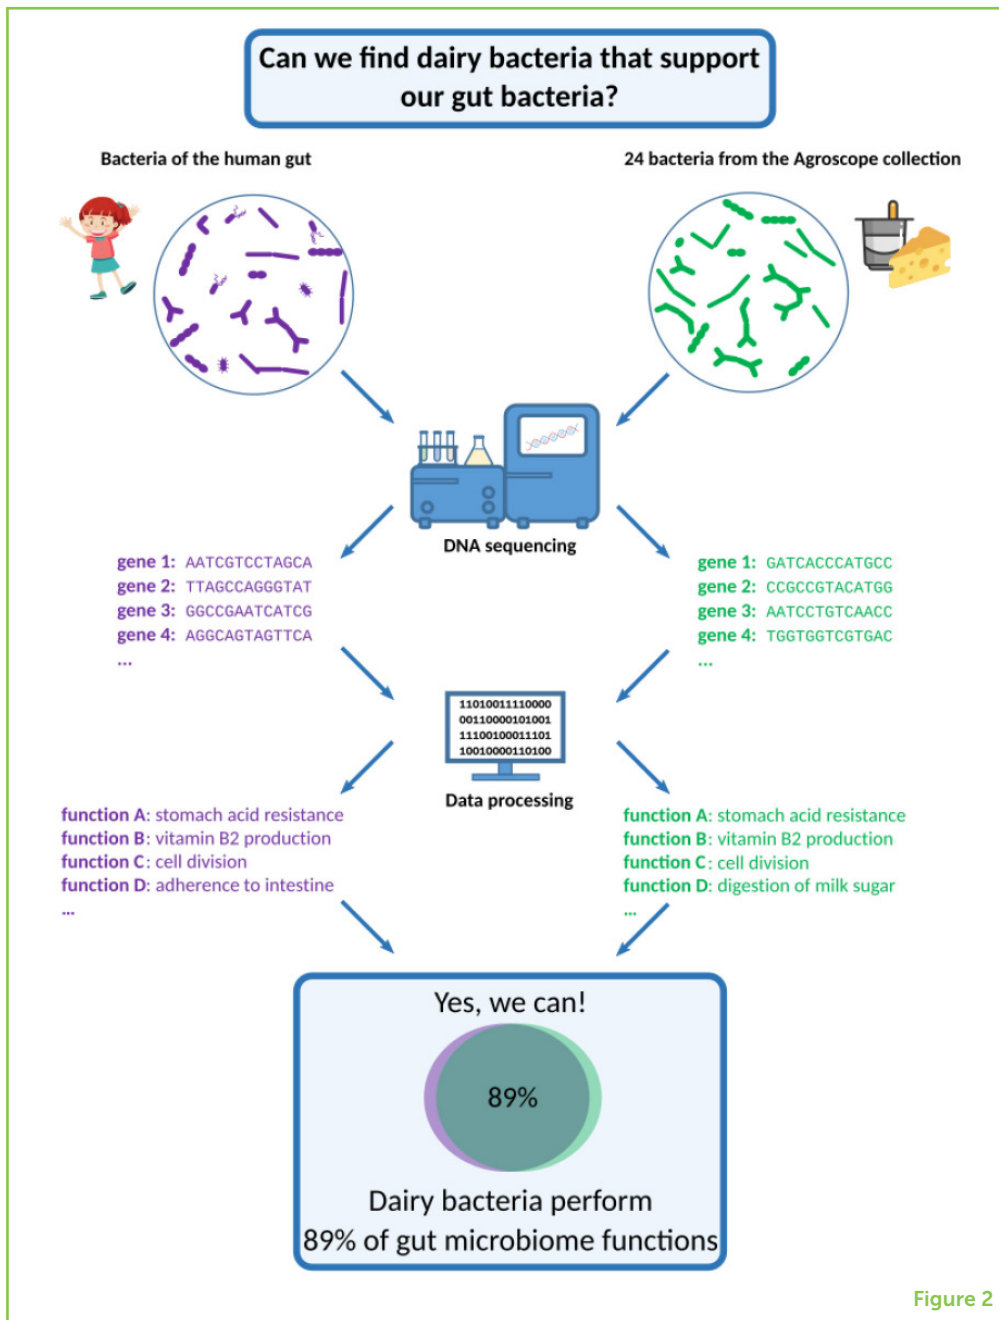 Can we find dairy bacteria that support
our gut bacteria?
Bacteria of the human gut
24 bacteria from the Agroscope collection
DNA sequencing
gene 1: AATCGTCCTAGCA
gene 2: TTAGCCAGGGTAT
gene 3: GGCCGAATCATCG
gene 4: AGGCAGTAGTTCA
...
gene 1: GATCACCCATGCC
gene 2: CCGCCGTACATGG
gene 3: AATCCTGTCAACC
gene 4: TGGTGGTCGTGAC
...
11010011110000
00110000101001
11100100011101
10010000110100
Data processing
function A: stomach acid resistance
function B: vitamin B2 production
function C: cell division
function D: adherence to intestine
...
function A: stomach acid resistance
function B: vitamin B2 production
function C: cell division
function D: digestion of milk sugar
...
Yes, we can!
89%
Dairy bacteria perform
89% of gut microbiome functions
Figure 2